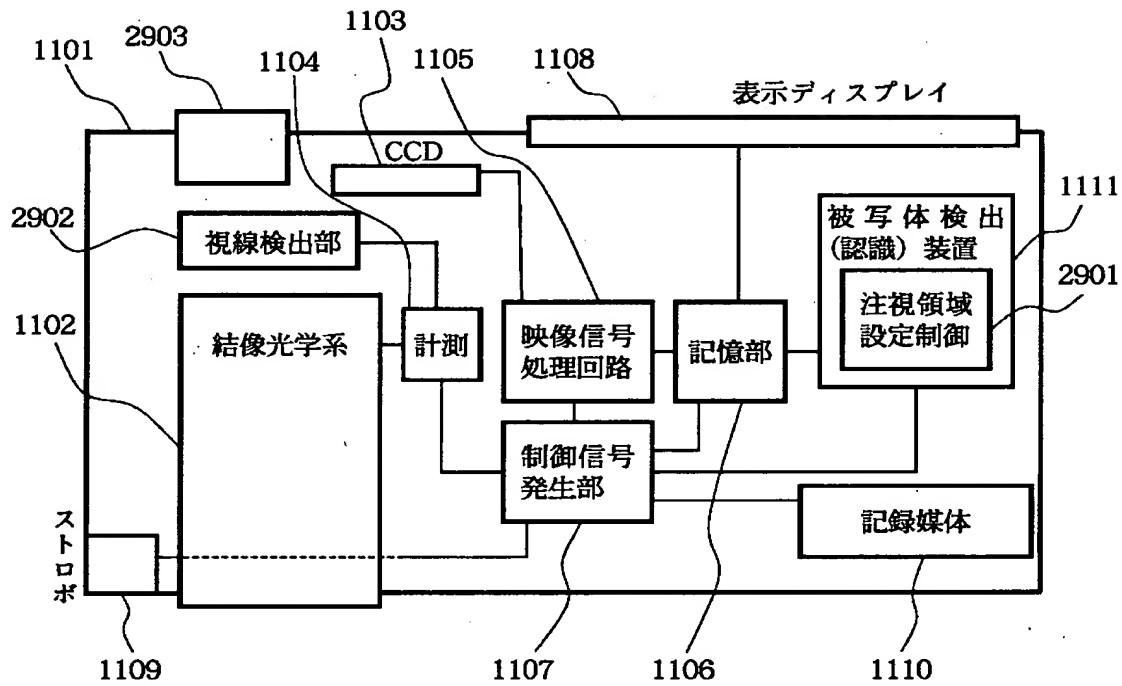 1103
2903
1101
1104
1105
1108
表示ディスプレイ
CCD
1111
被写体検出
(認識)装置
2902
視線検出部
2901
注視領域
設定制御
1102
結像光学系
計測
映像信号
処理回路
記憶部
制御信号
発生部
記録媒体
ストロボ
1109
1107
1106
1110